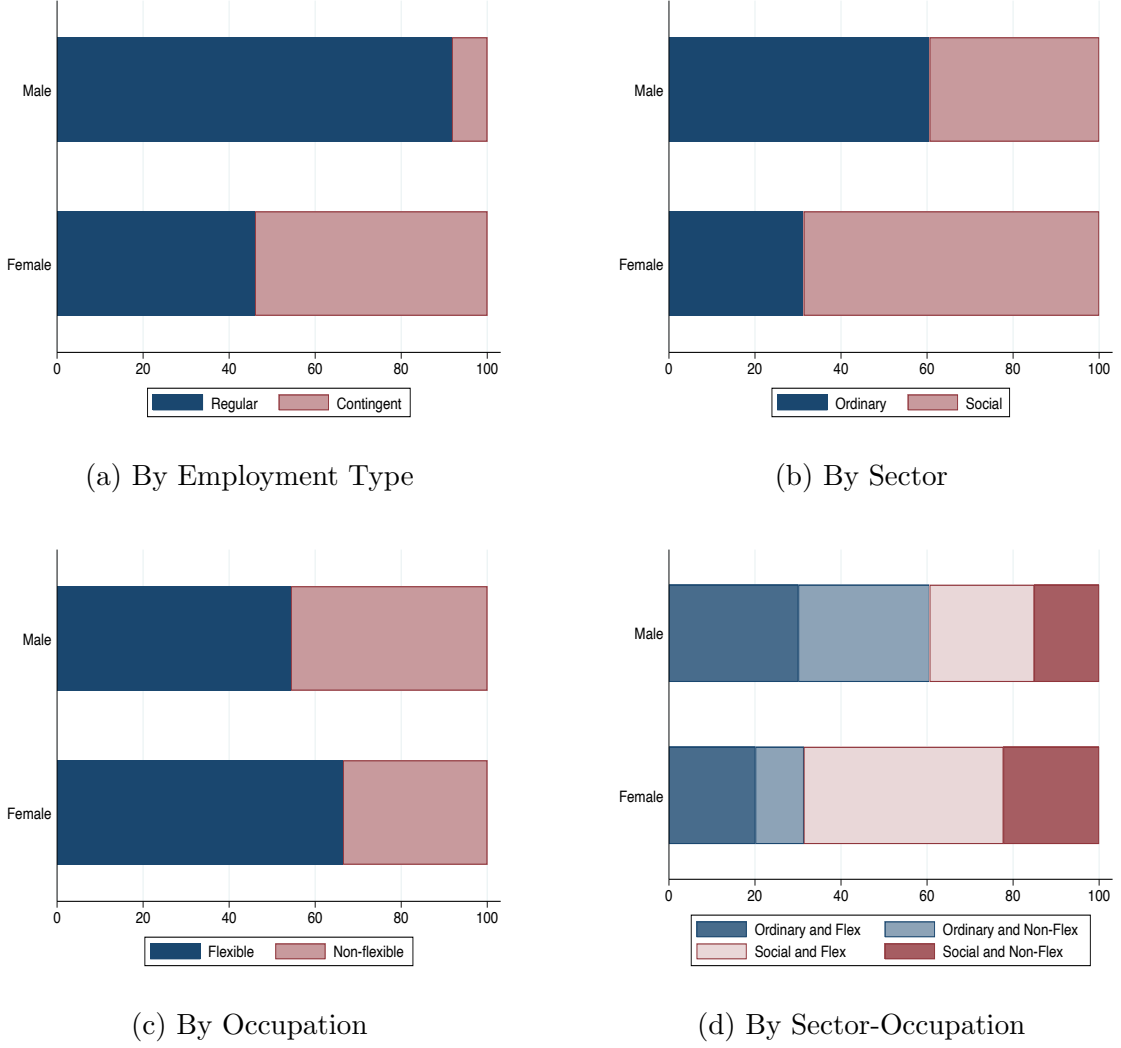 Male
Female
0 20 40 60 80 100
Regular Contingent
(a) By Employment Type
Male
Female
0 20 40 60 80 100
Ordinary Social
(b) By Sector
Male
Female
0 20 40 60 80 100
Flexible Non-flexible
(c) By Occupation
Male
Female
0 20 40 60 80 100
Ordinary and Flex Ordinary and Non-Flex
Social and Flex Social and Non-Flex
(d) By Sector-Occupation